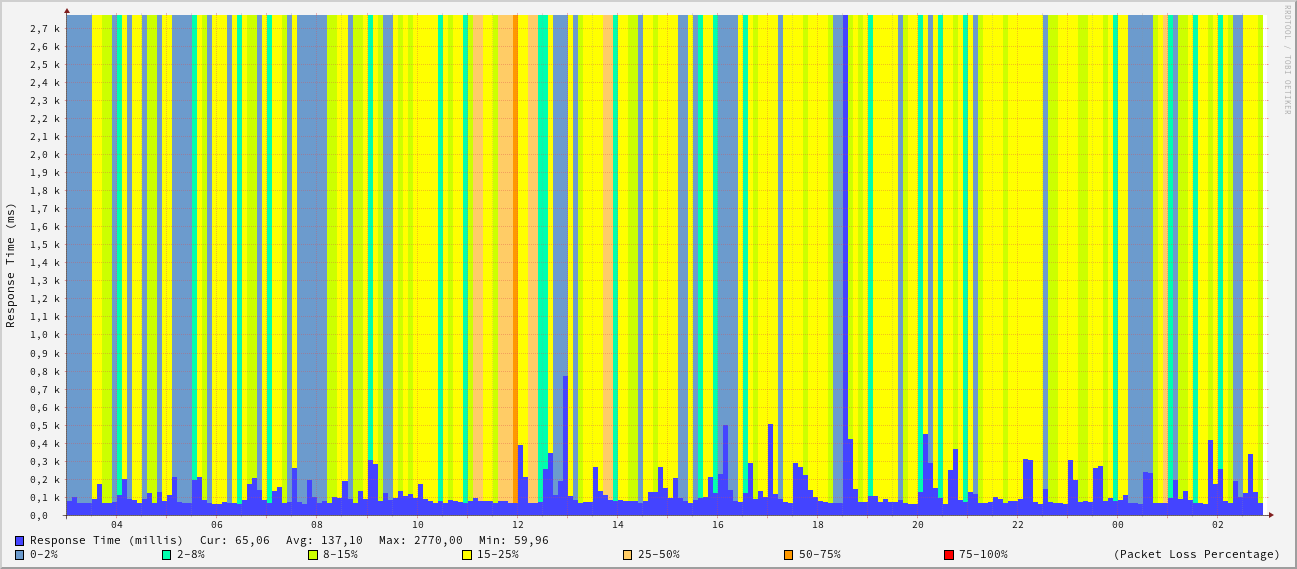 RRDTOOL / TOBI OETIKER
Response Time (ms)
2,7 k
2,6 k
2,5 k
2,4 k
2,3 k
2,2 k
2,1 k
2,0 k
1,9 k
1,8 k
1,7 k
1,6 k
1,5 k
1,4 k
1,3 k
1,2 k
1,1 k
1,0 k
0,9 k
0,8 k
0,7 k
0,6 k
0,5 k
0,4 k
0,3 k
0,2 k
0,1 k
0,0
04 06 08 10 12 14 16 18 20 22 00 02
Response Time (millis) Cur: 65,06 Avg: 137,10 Max: 2770,00 Min: 59,96
0-2% 2-8% 8-15% 15-25% 25-50% 50-75% 75-100% (Packet Loss Percentage)